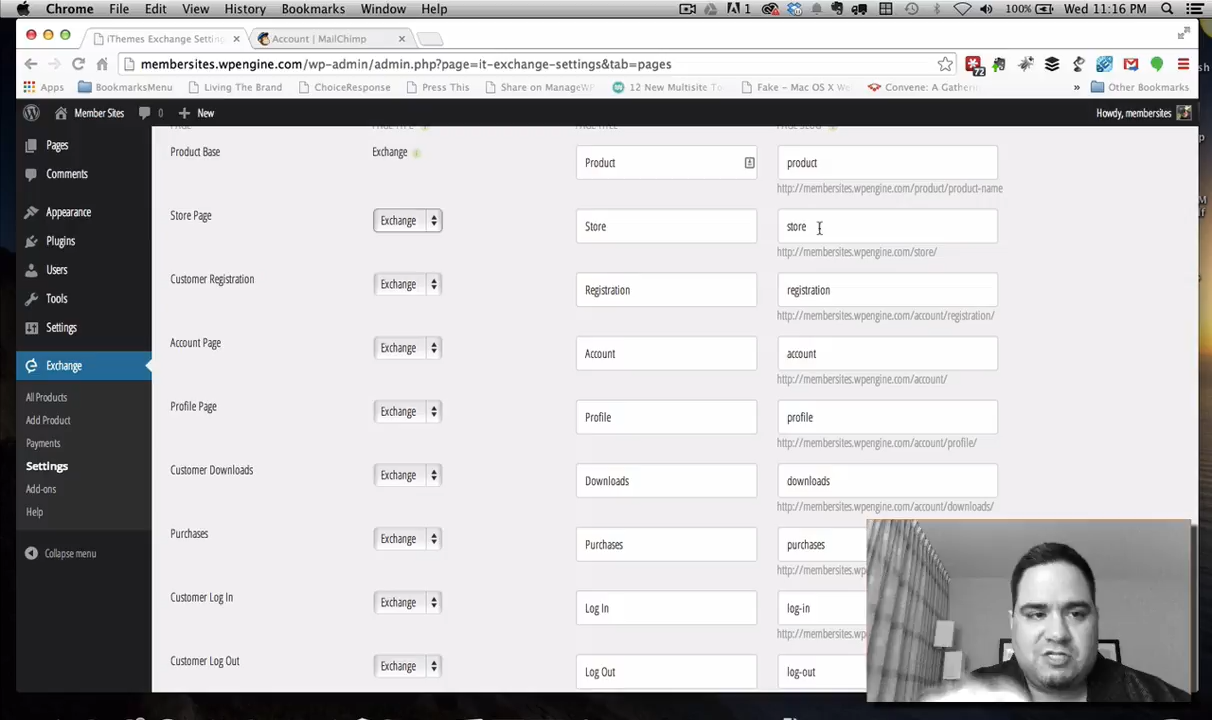 Chrome File Edit View History Bookmarks Window Help 1 100% Wed 11:16 PM
iThemes Exchange Settin Account | MailChimp
membersites.wpengine.com/wp-admin/admin.php?page=it-exchange-settings&tab=pages 72
Apps BookmarksMenu Living The Brand ChoiceResponse Press This Share on ManageW 12 New Multisite T Fake – Mac OS X W Convene: A Gather » Other Bookmarks
Member Sites 0 New Howdy, membersites
Pages
Comments
Appearance
Plugins
Users
Tools
Settings
Exchange
All Products
Add Product
Payments
Settings
Add-ons
Help
Collapse menu
Product Base Exchange Product product
http://membersites.wpengine.com/product/product-name
Store Page Exchange Store store
http://membersites.wpengine.com/store/
Customer Registration Exchange Registration registration
http://membersites.wpengine.com/account/registration/
Account Page Exchange Account account
http://membersites.wpengine.com/account/
Profile Page Exchange Profile profile
http://membersites.wpengine.com/account/profile/
Customer Downloads Exchange Downloads downloads
http://membersites.wpengine.com/account/downloads/
Purchases Exchange Purchases purchases
http://membersites.w
Customer Log In Exchange Log In log-in
http://membersites.w
Customer Log Out Exchange Log Out log-out